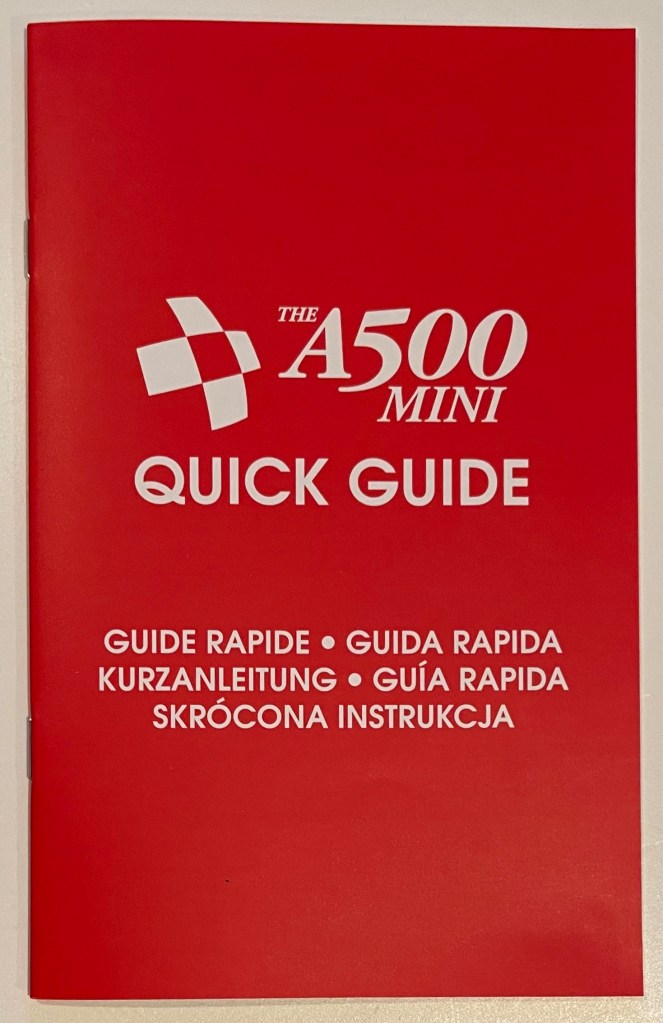 THE A500
MINI
QUICK GUIDE
GUIDE RAPIDE • GUIDA RAPIDA
KURZANLEITUNG • GUÍA RAPIDA
SKRÓCONA INSTRUKCJA